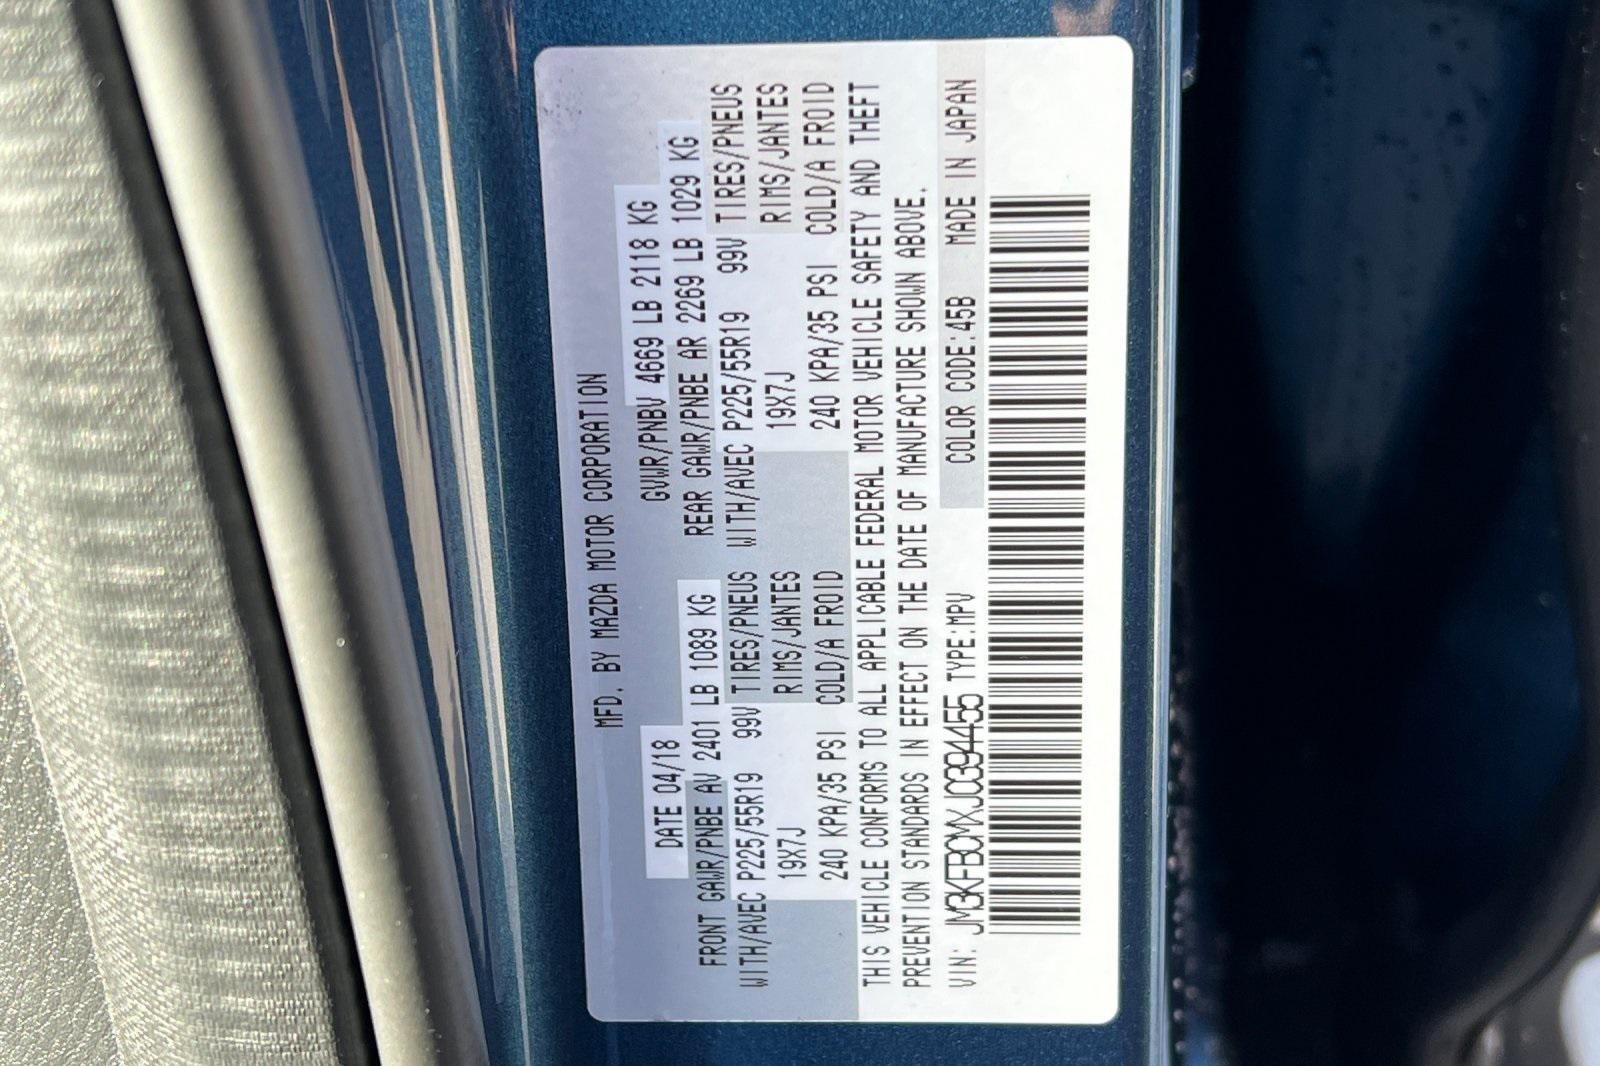 MFD. BY MAZDA MOTOR CORPORATION
DATE 04/18 GVWR/PNBV 4669 LB 2118 KG
FRONT GAWR/PNBE AV 2401 LB 1089 KG REAR GAWR/PNBE AR 2269 LB 1029 KG
WITH/AVEC P225/55R19 99V TIRES/PNEUS WITH/AVEC P225/55R19 99V TIRES/PNEUS
19X7J RIMS/JANTES 19X7J RIMS/JANTES
240 KPA/35 PSI COLD/A FROID 240 KPA/35 PSI COLD/A FROID
THIS VEHICLE CONFORMS TO ALL APPLICABLE FEDERAL MOTOR VEHICLE SAFETY AND THEFT
PREVENTION STANDARDS IN EFFECT ON THE DATE OF MANUFACTURE SHOWN ABOVE.
VIN: JM3KFBCMXJ0394455 TYPE:MPV COLOR CODE:45B MADE IN JAPAN